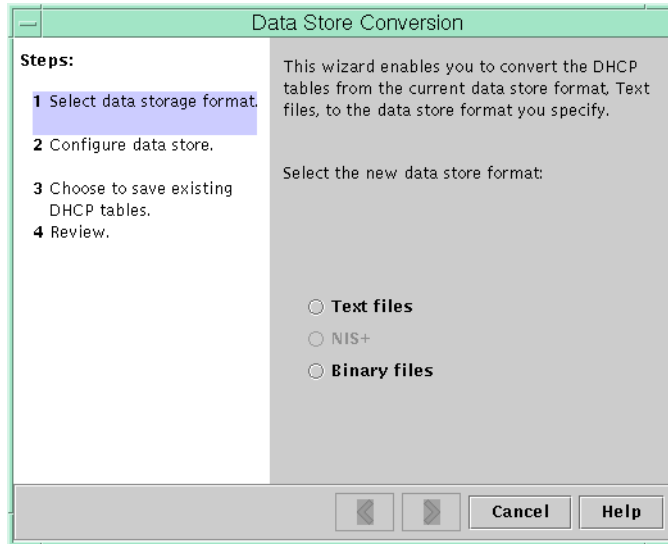 Data Store Conversion
Steps:
1 Select data storage format.
2 Configure data store.
3 Choose to save existing
DHCP tables.
4 Review.
This wizard enables you to convert the DHCP
tables from the current data store format, Text
files, to the data store format you specify.
Select the new data store format:
Text files
NIS+
Binary files
Cancel
Help